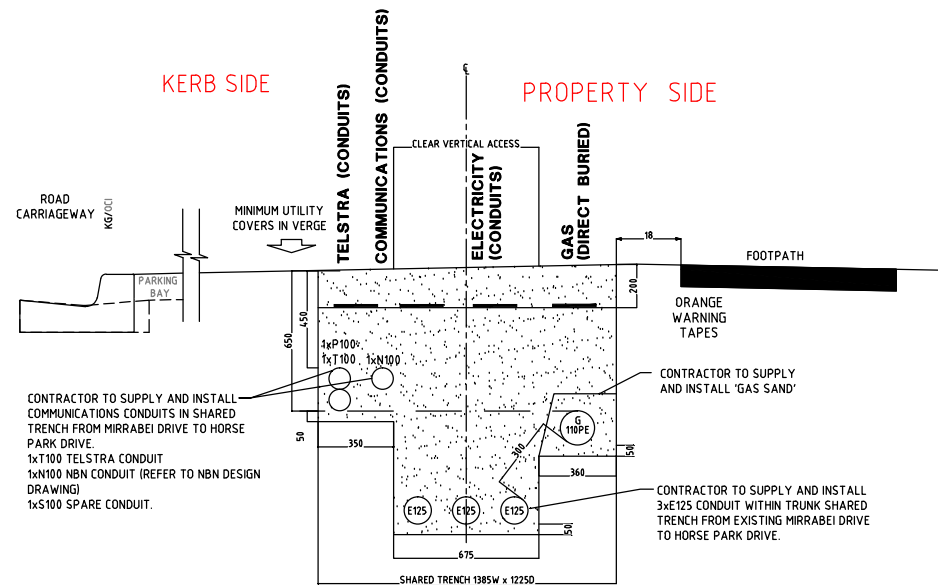 KERB SIDE
PROPERTY SIDE
TELSTRA (CONDUITS)
COMMUNICATIONS (CONDUITS)
ELECTRICITY
(CONDUITS)
GAS
(DIRECT BURIED)
CLEAR VERTICAL ACCESS
ROAD
CARRIAGEWAY
KG/
MINIMUM UTILITY
COVERS IN VERGE
PARKING
BAY
18
FOOTPATH
200
ORANGE
WARNING
TAPES
450
650
1xP100
1xT100
1xN100
CONTRACTOR TO SUPPLY
AND INSTALL 'GAS SAND'
CONTRACTOR TO SUPPLY AND INSTALL
COMMUNICATIONS CONDUITS IN SHARED
TRENCH FROM MIRRABEI DRIVE TO HORSE
PARK DRIVE.
1xT100 TELSTRA CONDUIT
1xN100 NBN CONDUIT (REFER TO NBN DESIGN
DRAWING)
1xS100 SPARE CONDUIT.
50
350
G
110PE
300
50
360
E125
E125
E125
50
CONTRACTOR TO SUPPLY AND INSTALL
3xE125 CONDUIT WITHIN TRUNK SHARED
TRENCH FROM EXISTING MIRRABEI DRIVE
TO HORSE PARK DRIVE.
675
SHARED TRENCH 1385W x 1225D